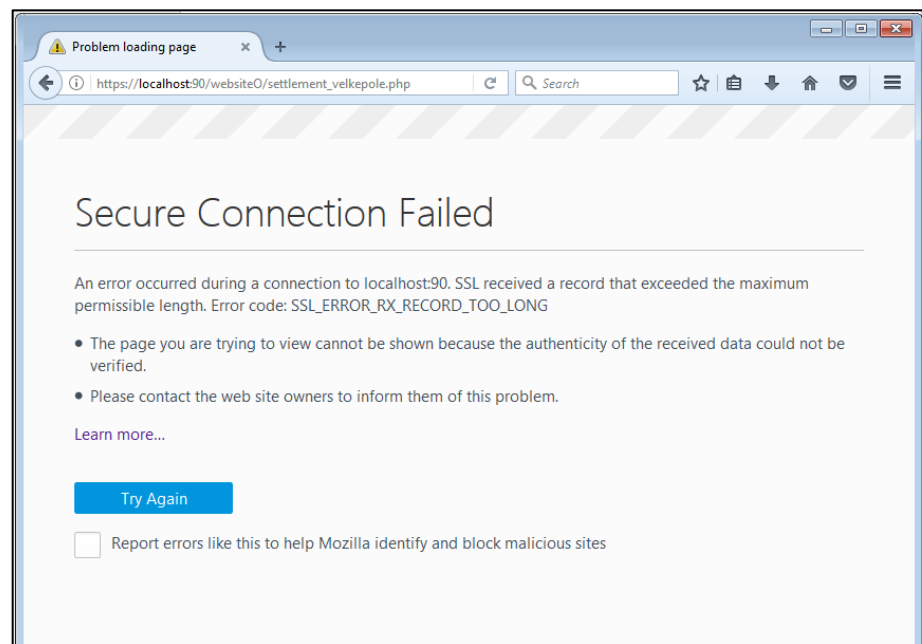 Problem loading page
https://localhost:90/websiteO/settlement_velkepole.php
Search
Secure Connection Failed
An error occurred during a connection to localhost:90. SSL received a record that exceeded the maximum
permissible length. Error code: SSL_ERROR_RX_RECORD_TOO_LONG
• The page you are trying to view cannot be shown because the authenticity of the received data could not be
verified.
• Please contact the web site owners to inform them of this problem.
Learn more...
Try Again
Report errors like this to help Mozilla identify and block malicious sites